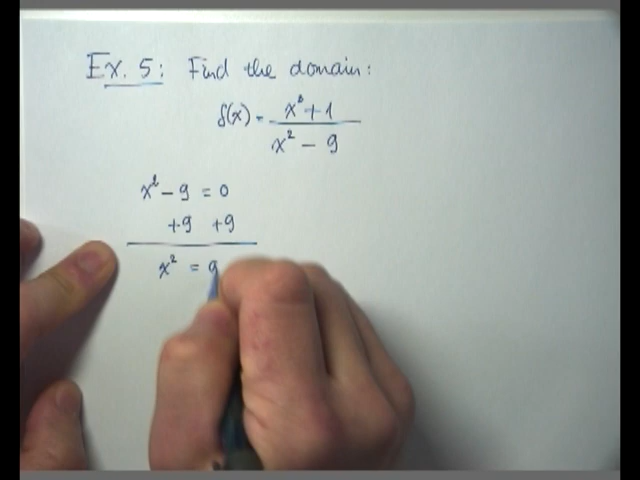 Ex. 5: Find the domain:
f(x) = x²+1 / x² - 9
x² - 9 = 0
+9 +9
x² = 9